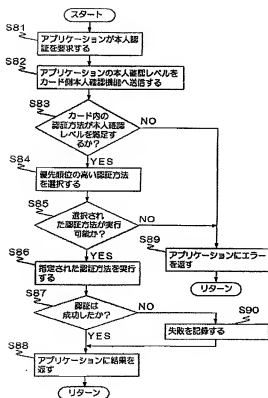 スタート
S81
アプリケーションが本人認
証を要求する
S82
アプリケーションの本人確認レベルを
カード側本人確認機能へ送信する
S83
カード内の
認証方法が本人確認
レベルを満足す
るか?
NO
YES
S84
優先順位の高い認証方法
を選択する
S85
選択され
た認証方法が実行
可能か?
NO
S89
アプリケーションにエラー
を返す
リターン
YES
S86
指定された認証方法を実行
する
S87
認証は
成功したか?
NO
S90
失敗を記録する
YES
S88
アプリケーションに結果を
返す
リターン